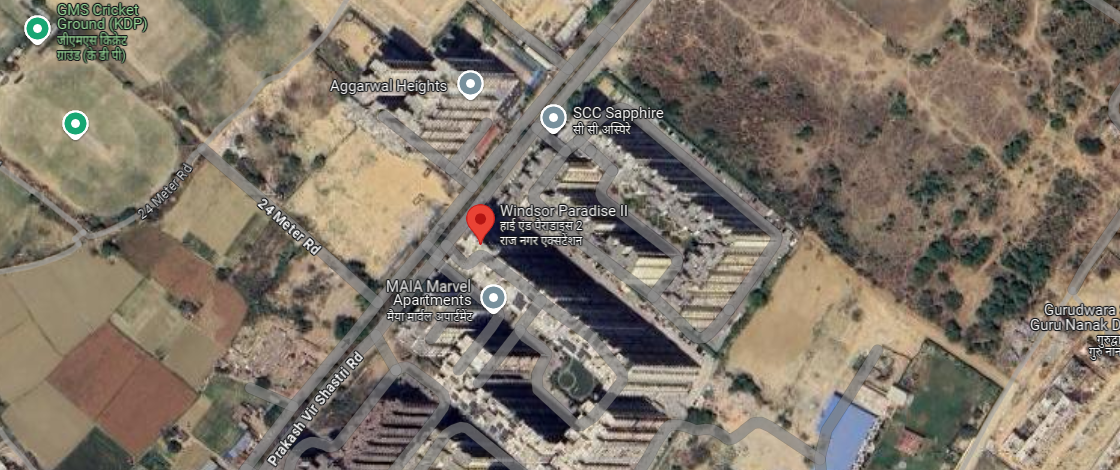 GMS Cricket
Ground (KDP)
जीएमएस क्रिकेट
ग्राउंड (के डी पी)
Aggarwal Heights
SCC Sapphire
सी सी अस्पिरे
24 Meter Rd
24 Meter Rd
Windsor Paradise II
हाई एंड पैराडाइस 2
राज नगर एक्सटेंशन
MAIA Marvel
Apartments
मैया मार्वल अपार्टमेंट
Prakash Vir Shastri Rd
Gurudwara
Guru Nanak D